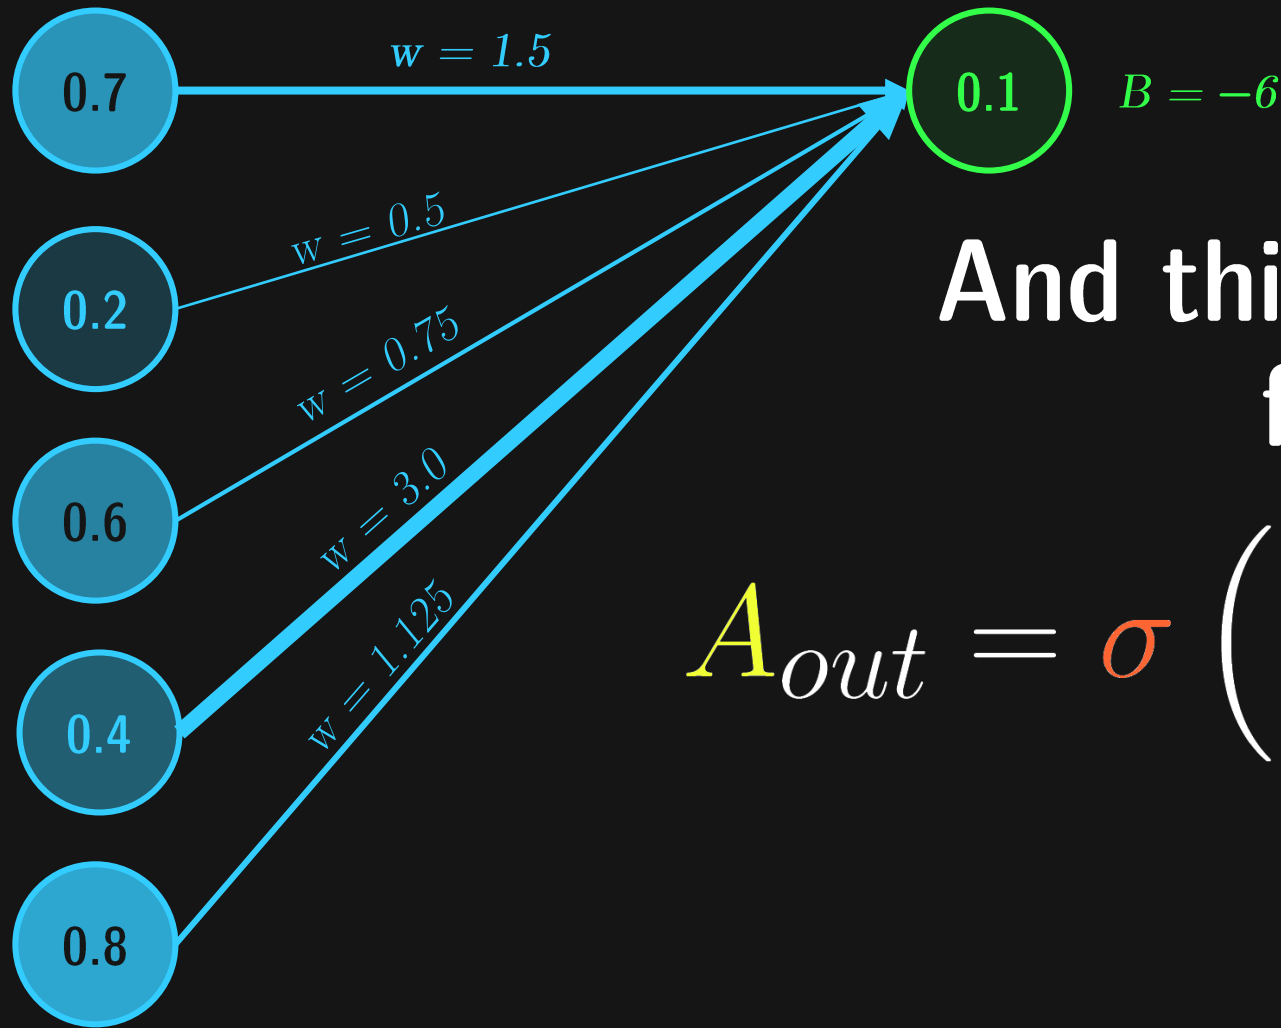 0.7
w = 1.5
0.1
B = −6
w = 0.5
0.2
And thi
w = 0.75
f
0.6
w = 3.0
A_out = σ (
w = 1.125
0.4
0.8